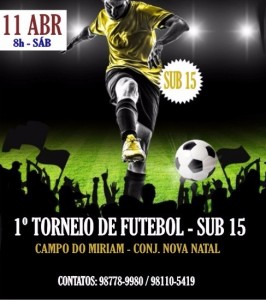 11 ABR
8h - SÁB
SUB 15
1º TORNEIO DE FUTEBOL - SUB 15
CAMPO DO MIRIAM - CONJ. NOVA NATAL
CONTATOS: 98778-9980 / 98110-5419